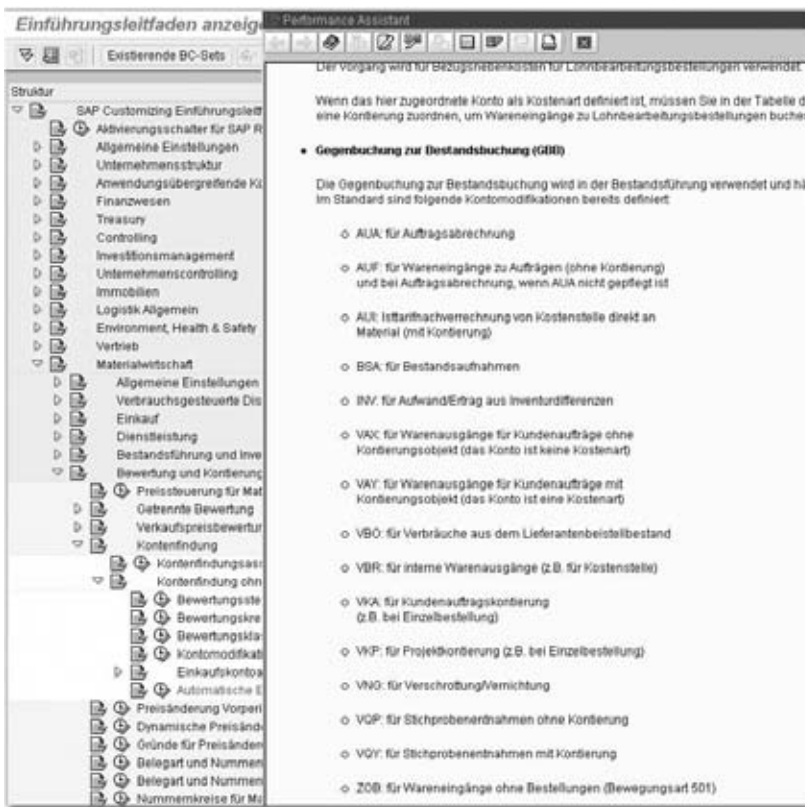 Einführungsleitfaden anzeig
Existierende BC-Sets
Struktur
SAP Customizing Einführungsleitf
Aktivierungsschalter für SAP R
Allgemeine Einstellungen
Unternehmensstruktur
Anwendungsübergreifende Ko
Finanzwesen
Treasury
Controlling
Investitionsmanagement
Unternehmenscontrolling
Immobilien
Logistik Allgemein
Environment, Health & Safety
Vertrieb
Materialwirtschaft
Allgemeine Einstellungen
Verbrauchsgesteuerte Dis
Einkauf
Dienstleistung
Bestandsführung und Inve
Bewertung und Kontierung
Preissteuerung für Mat
Getrennte Bewertung
Verkaufspreisbewertur
Kontenfindung
Kontenfindungsass
Kontenfindung ohn
Bewertungsste
Bewertungskre
Bewertungskla
Kontomodifikat
Einkaufskontoa
Automatische E
Preisänderung Vorperi
Dynamische Preisände
Gründe für Preisänder
Belegart und Nummen
Belegart und Nummen
Nummernkreise für Ma
Performance Assistant
Der Vorgang wird für Bezugsnebenkosten für Lohnbearbeitungsbestellungen verwendet.
Wenn das hier zugeordnete Konto als Kostenart definiert ist, müssen Sie in der Tabelle d
eine Kontierung zuordnen, um Wareneingänge zu Lohnbearbeitungsbestellungen buche
• Gegenbuchung zur Bestandsbuchung (GBB)
Die Gegenbuchung zur Bestandsbuchung wird in der Bestandsführung verwendet und hä
Im Standard sind folgende Kontomodifikationen bereits definiert:
AUA: für Auftragsabrechnung
AUF: für Wareneingänge zu Aufträgen (ohne Kontierung)
und bei Auftragsabrechnung, wenn AUA nicht gepflegt ist
AUI: Isttarifnachverrechnung von Kostenstelle direkt an
Material (mit Kontierung)
BSA: für Bestandsaufnahmen
INV: für Aufwand/Ertrag aus Inventurdifferenzen
VAX: für Warenausgänge für Kundenaufträge ohne
Kontierungsobjekt (das Konto ist keine Kostenart)
VAY: für Warenausgänge für Kundenaufträge mit
Kontierungsobjekt (das Konto ist eine Kostenart)
VBO: für Verbräuche aus dem Lieferantenbeistellbestand
VBR: für interne Warenausgänge (z.B. für Kostenstelle)
VKA: für Kundenauftragskontierung
(z.B. bei Einzelbestellung)
VKP: für Projektkontierung (z.B. bei Einzelbestellung)
VNG: für Verschrottung/Vernichtung
VQP: für Stichprobenentnahmen ohne Kontierung
VQY: für Stichprobenentnahmen mit Kontierung
ZOB: für Wareneingänge ohne Bestellungen (Bewegungsart 501)